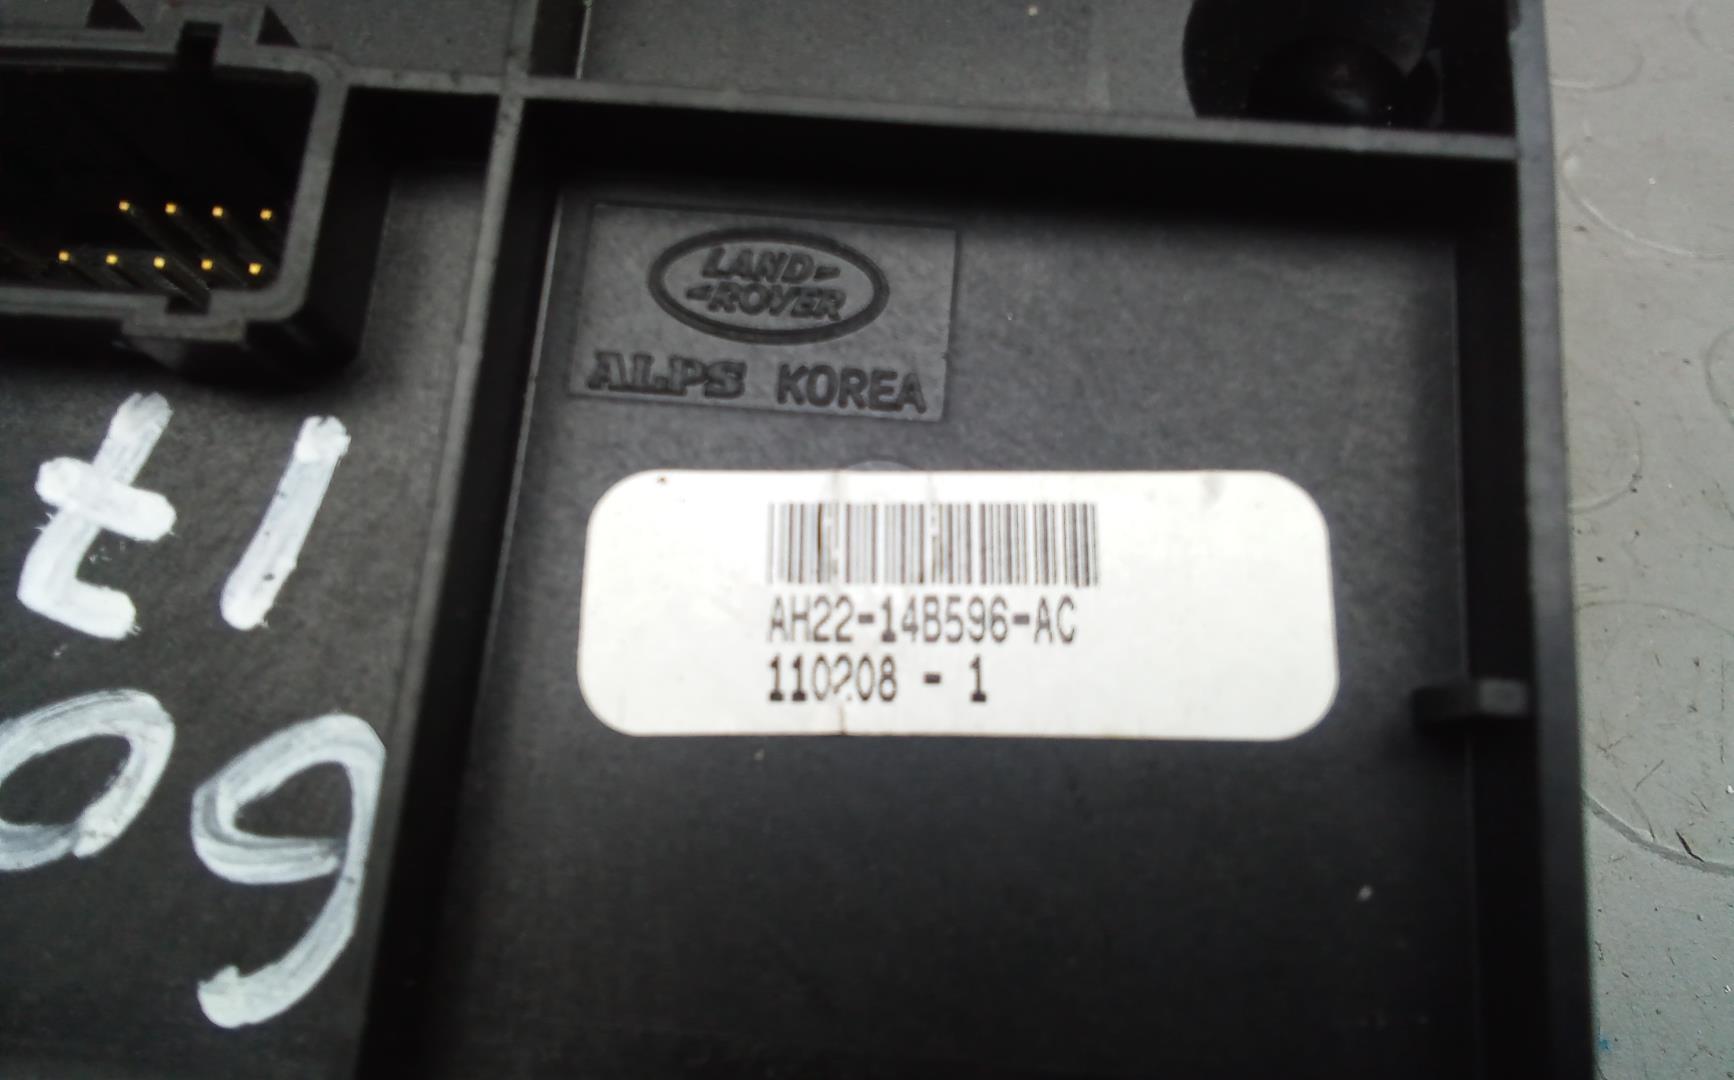 LAND-
-ROVER
ALPS KOREA
AH22-14B596-AC
110208 - 1